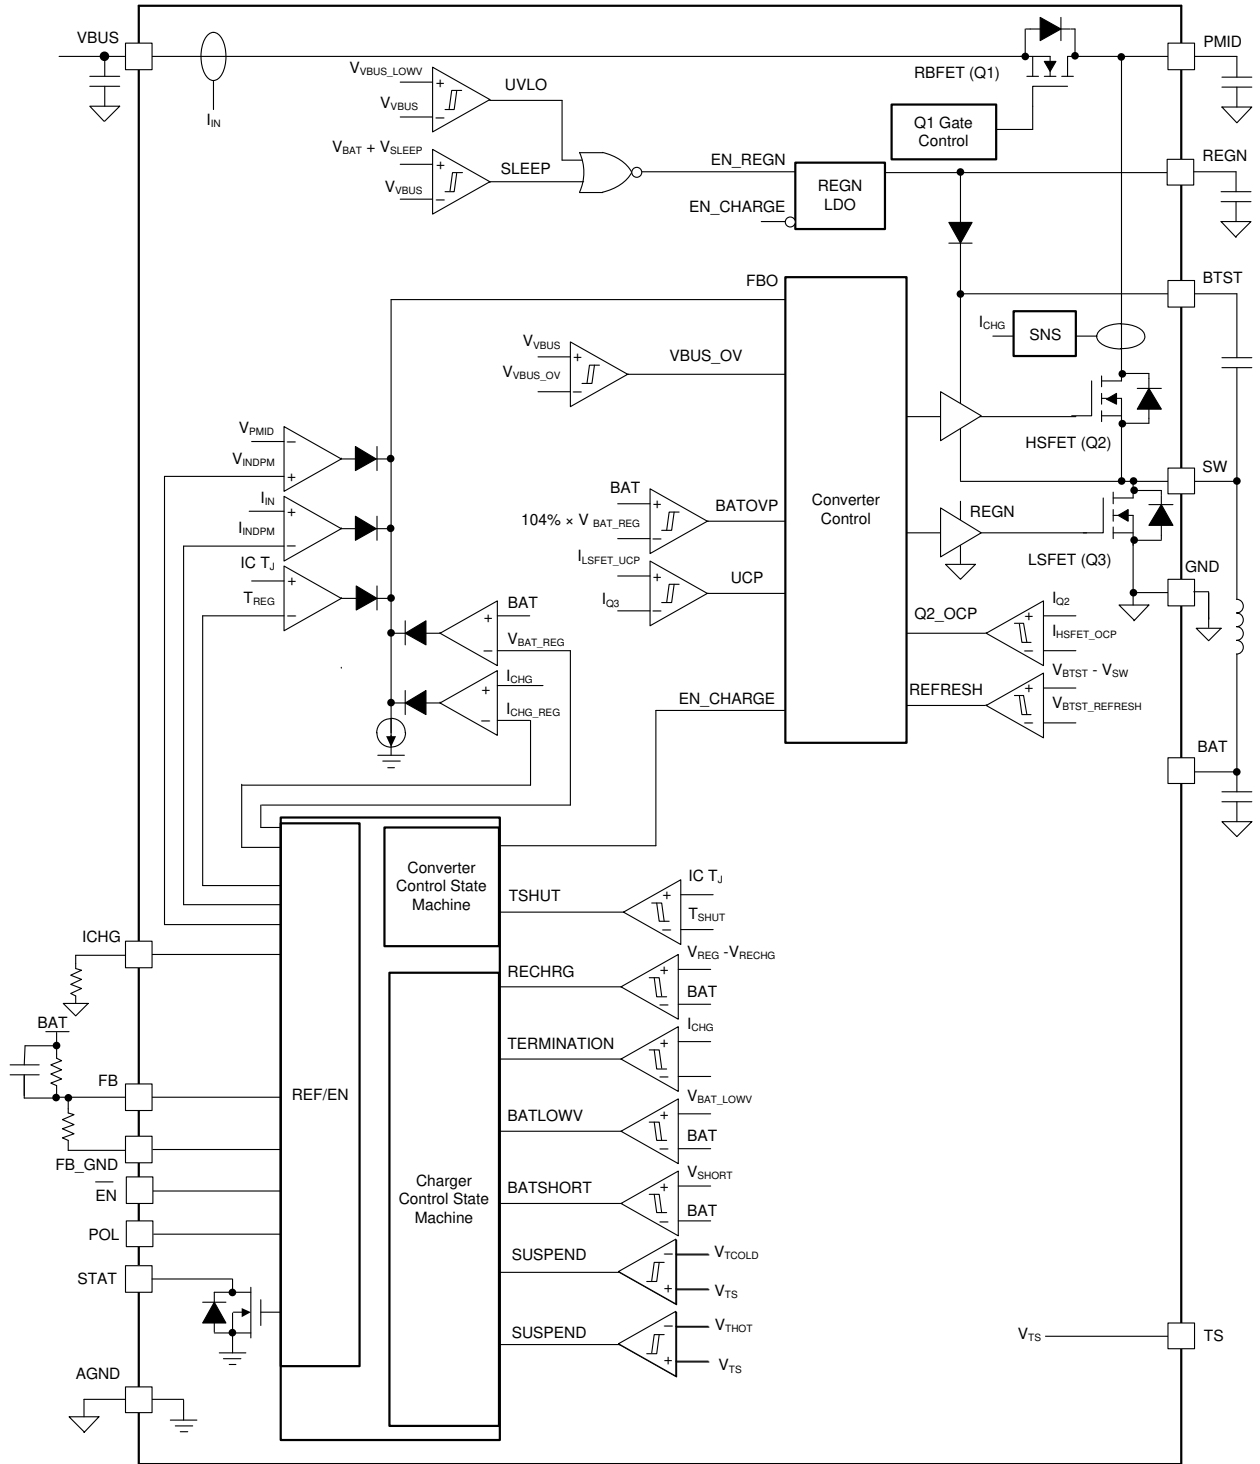 VBUS
PMID
I_IN
V_VBUS_LOWV
V_VBUS
UVLO
V_BAT + V_SLEEP
V_VBUS
SLEEP
RBFET (Q1)
Q1 Gate
Control
EN_REGN
EN_CHARGE
REGN
LDO
REGN
BTST
FBO
V_VBUS
V_VBUS_OV
VBUS_OV
I_CHG
SNS
HSFET (Q2)
V_PMID
V_INDPM
I_IN
I_INDPM
IC T_J
T_REG
BAT
104% × V_BAT_REG
BATOVP
I_LSFET_UCP
I_Q3
UCP
Converter
Control
SW
REGN
LSFET (Q3)
GND
BAT
V_BAT_REG
I_CHG
I_CHG_REG
Q2_OCP
I_Q2
I_HSFET_OCP
REFRESH
V_BTST - V_SW
V_BTST_REFRESH
EN_CHARGE
BAT
Converter
Control State
Machine
TSHUT
IC T_J
T_SHUT
ICHG
RECHRG
V_REG -V_RECHG
BAT
BAT
TERMINATION
I_CHG
FB
REF/EN
BATLOWV
V_BAT_LOWV
BAT
FB_GND
EN
Charger
Control State
Machine
BATSHORT
V_SHORT
BAT
POL
SUSPEND
V_TCOLD
V_TS
STAT
SUSPEND
V_THOT
V_TS
V_TS
TS
AGND